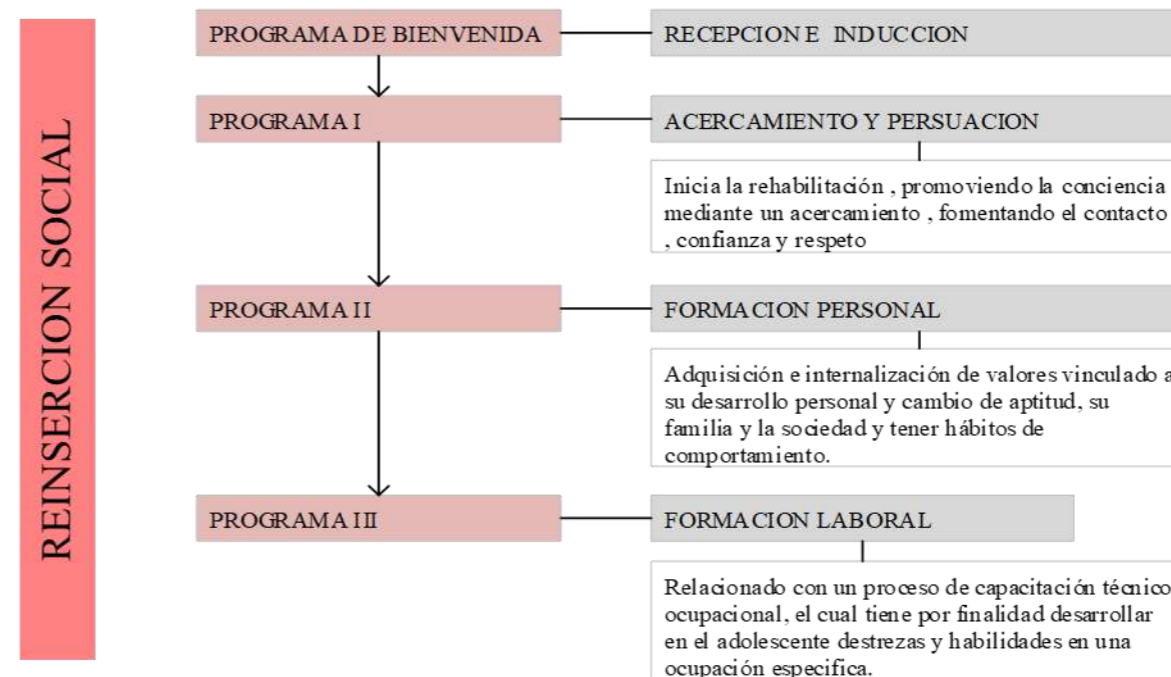 REINSERCION SOCIAL
PROGRAMA DE BIENVENIDA
RECEPCION E INDUCCION
PROGRAMA I
ACERCAMIENTO Y PERSUACION
Inicia la rehabilitación , promoviendo la conciencia
mediante un acercamiento , fomentando el contacto
, confianza y respeto
PROGRAMA II
FORMACION PERSONAL
Adquisición e internalización de valores vinculado a
su desarrollo personal y cambio de aptitud, su
familia y la sociedad y tener hábitos de
comportamiento.
PROGRAMA III
FORMACION LABORAL
Relacionado con un proceso de capacitación técnico
ocupacional, el cual tiene por finalidad desarrollar
en el adolescente destrezas y habilidades en una
ocupación especifica.